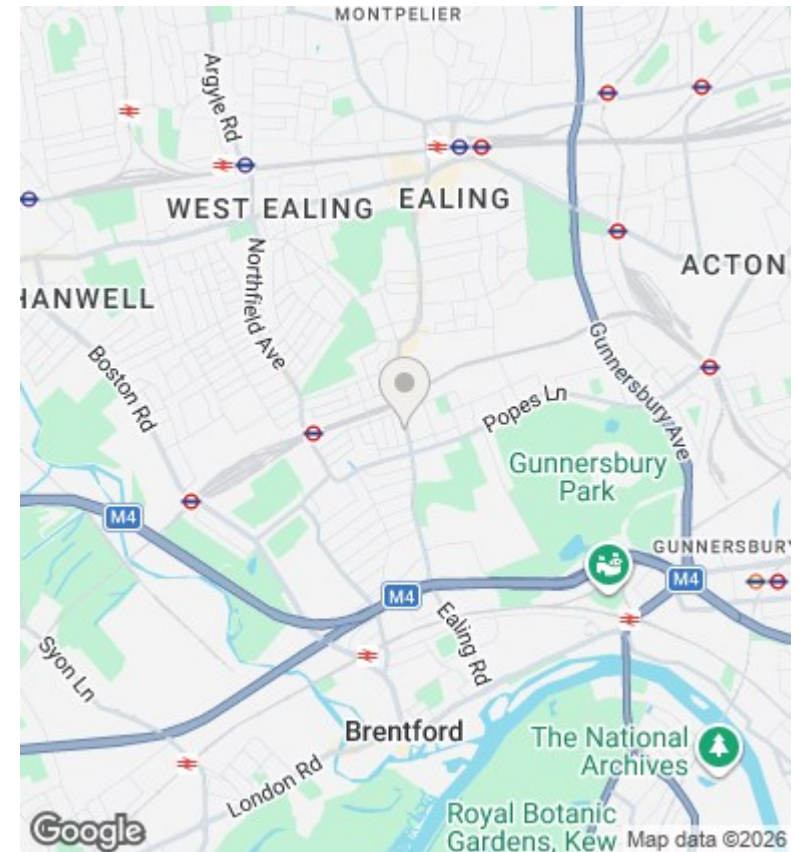 MONTPELIER
Argyle Rd
WEST EALING
EALING
ACTON
HANWELL
Northfield Ave
Boston Rd
Gunnersbury Ave
Popes Ln
Gunnersbury
Park
M4
GUNNERSBURY
M4
M4
Ealing Rd
Syon Ln
Brentford
The National
Archives
London Rd
Royal Botanic
Gardens, Kew
Google
Map data ©2026